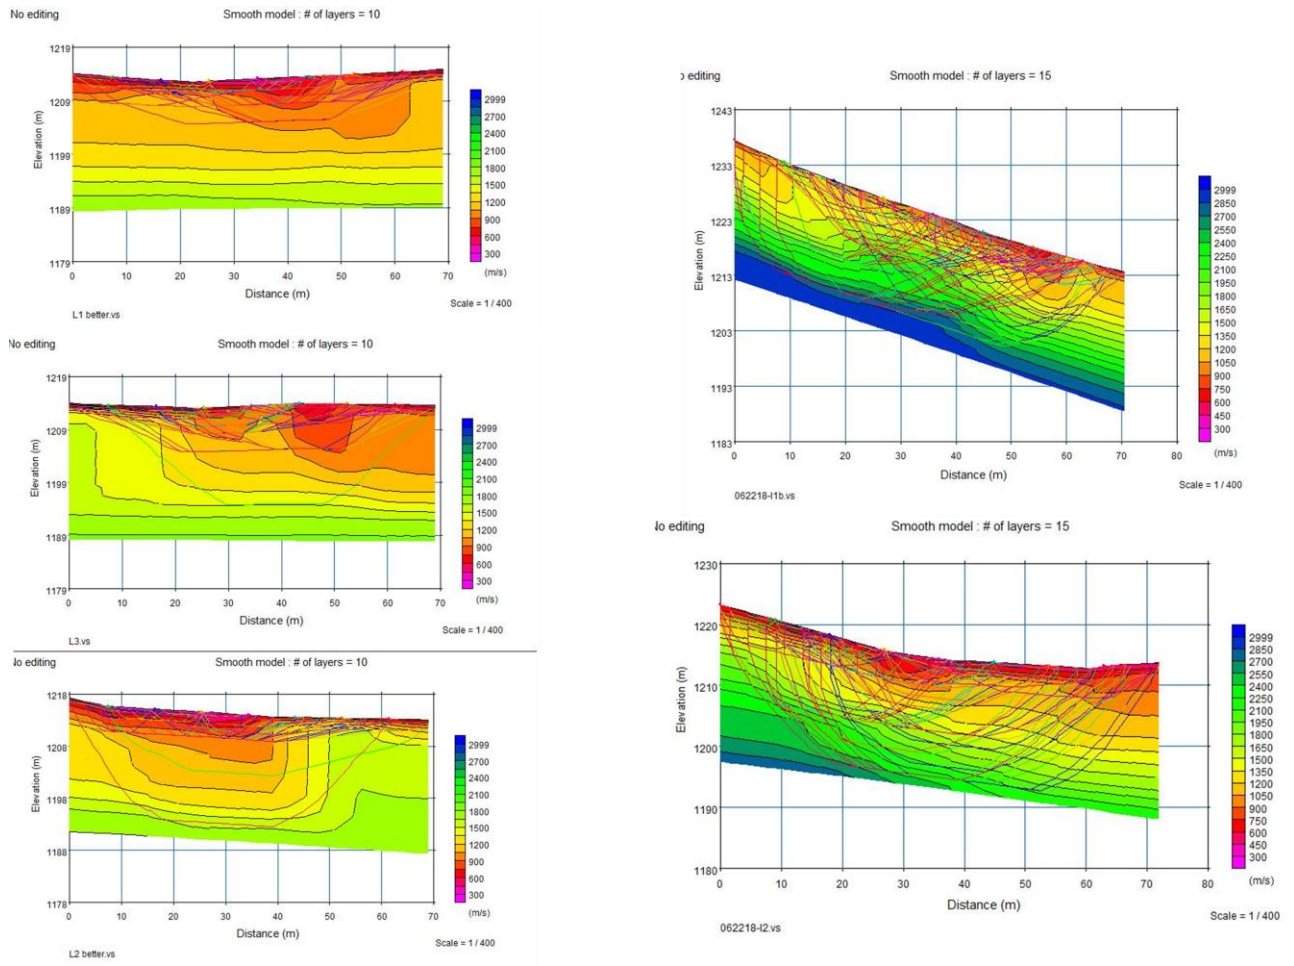 No editing
Smooth model : # of layers = 10
1219
1209
1199
1189
1179
Elevation (m)
0 10 20 30 40 50 60 70
Distance (m)
2999
2700
2400
2100
1800
1500
1200
900
600
300
(m/s)
Scale = 1 / 400
L1 better.vs
No editing
Smooth model : # of layers = 10
1219
1209
1199
1189
1179
Elevation (m)
0 10 20 30 40 50 60 70
Distance (m)
2999
2700
2400
2100
1800
1500
1200
900
600
300
(m/s)
Scale = 1 / 400
L3.vs
No editing
Smooth model : # of layers = 10
1218
1208
1198
1188
1178
Elevation (m)
0 10 20 30 40 50 60 70
Distance (m)
2999
2700
2400
2100
1800
1500
1200
900
600
300
(m/s)
Scale = 1 / 400
L2 better.vs
o editing
Smooth model : # of layers = 15
1243
1233
1223
1213
1203
1193
1183
Elevation (m)
0 10 20 30 40 50 60 70 80
Distance (m)
2999
2850
2700
2550
2400
2250
2100
1950
1800
1650
1500
1350
1200
1050
900
750
600
450
300
(m/s)
Scale = 1 / 400
062218-l1b.vs
No editing
Smooth model : # of layers = 15
1230
1220
1210
1200
1190
1180
Elevation (m)
0 10 20 30 40 50 60 70 80
Distance (m)
2999
2850
2700
2550
2400
2250
2100
1950
1800
1650
1500
1350
1200
1050
900
750
600
450
300
(m/s)
Scale = 1 / 400
062218-l2.vs